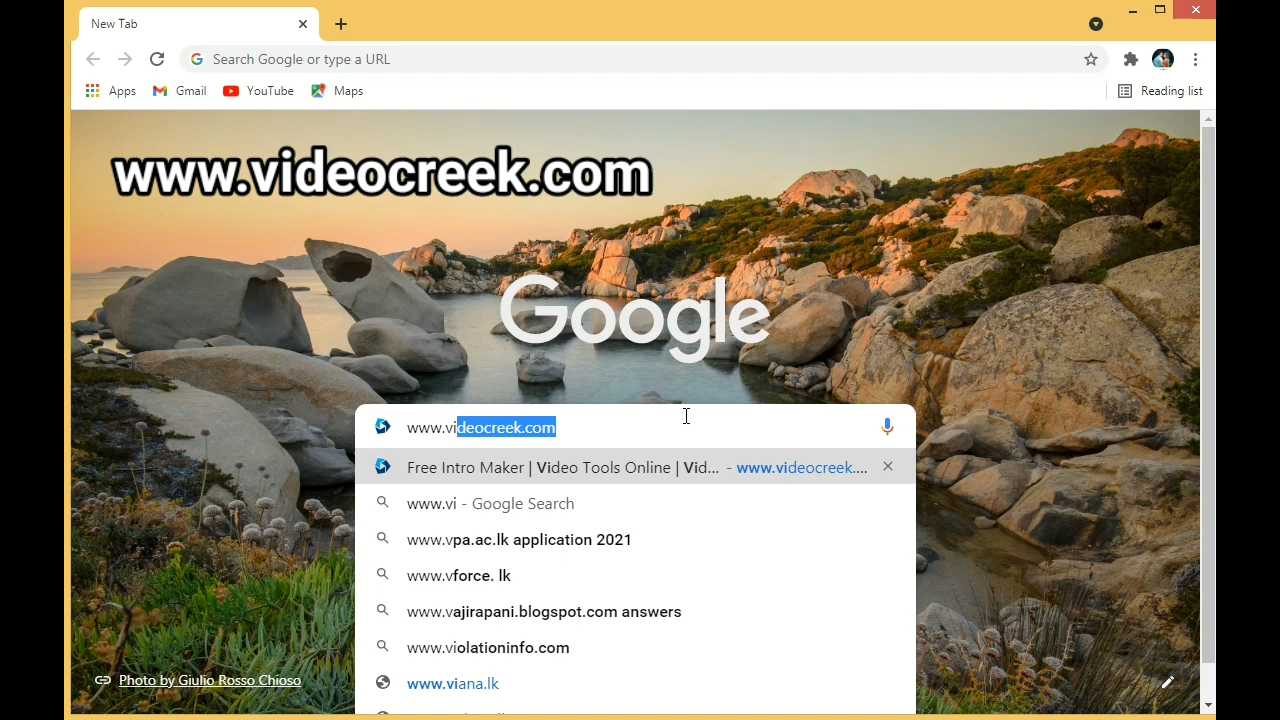 New Tab
Search Google or type a URL
Apps Gmail YouTube Maps Reading list
www.videocreek.com
Google
www.videocreek.com
Free Intro Maker | Video Tools Online | Vid... - www.videocreek....
www.vi - Google Search
www.vpa.ac.lk application 2021
www.vforce. lk
www.vajirapani.blogspot.com answers
www.violationinfo.com
www.viana.lk
Photo by Giulio Rosso Chioso